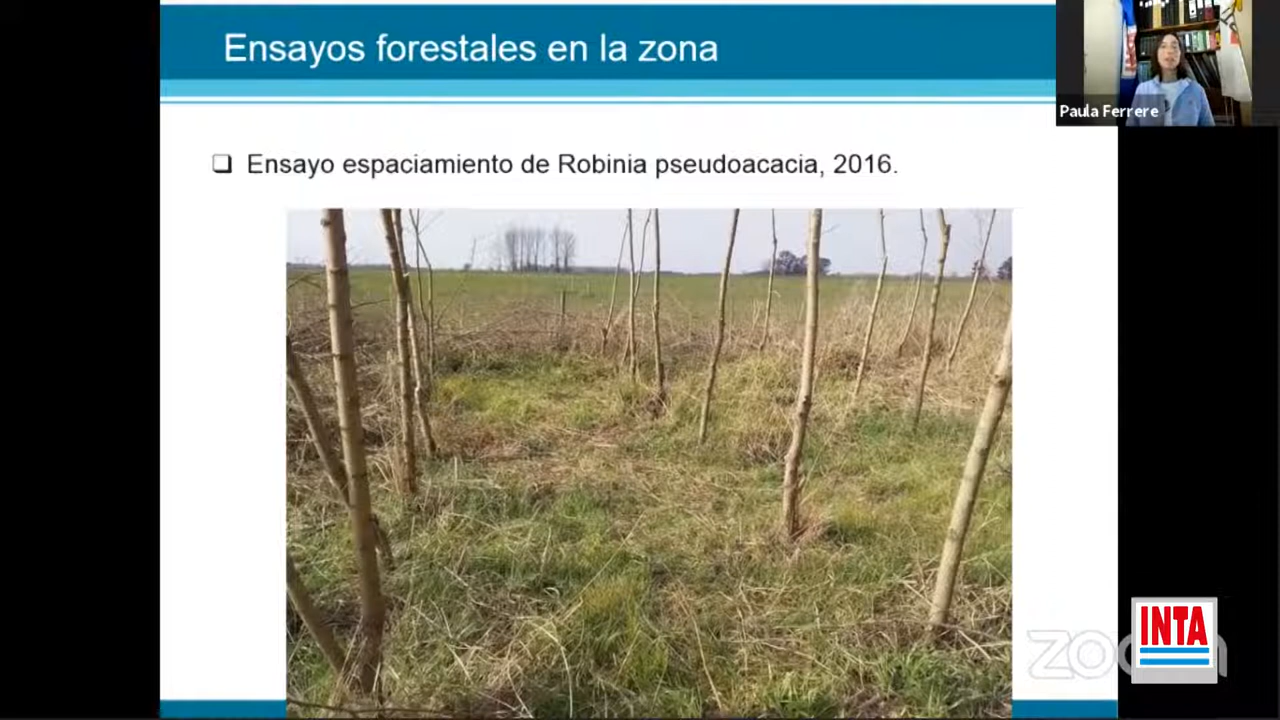 Ensayos forestales en la zona
Paula Ferrere
Ensayo espaciamiento de Robinia pseudoacacia, 2016.
INTA